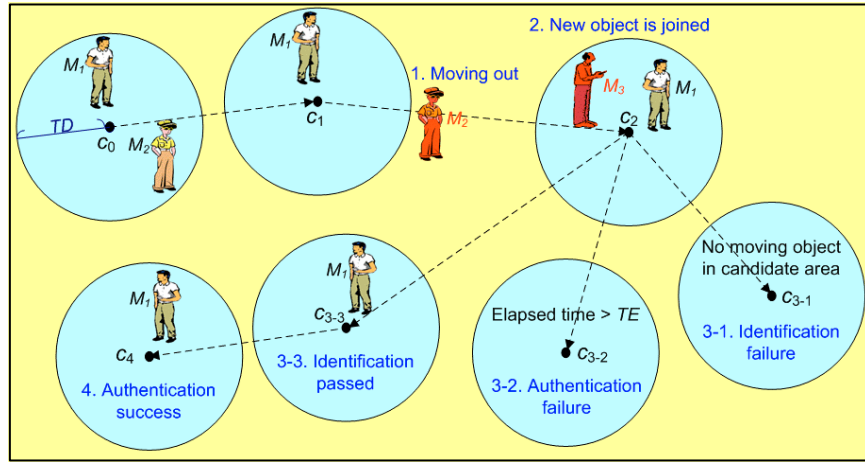 M1
TD
c0
M2
M1
c1
1. Moving out
M2
2. New object is joined
M3
M1
c2
M1
c4
4. Authentication
success
M1
c3-3
3-3. Identification
passed
Elapsed time > TE
c3-2
3-2. Authentication
failure
No moving object
in candidate area
c3-1
3-1. Identification
failure